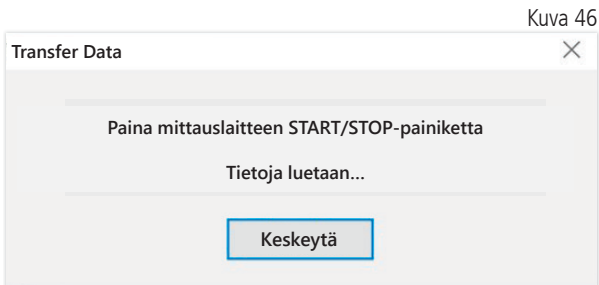 Kuva 46
Transfer Data
Paina mittauslaitteen START/STOP-painiketta
Tietoja luetaan...
Keskeytä